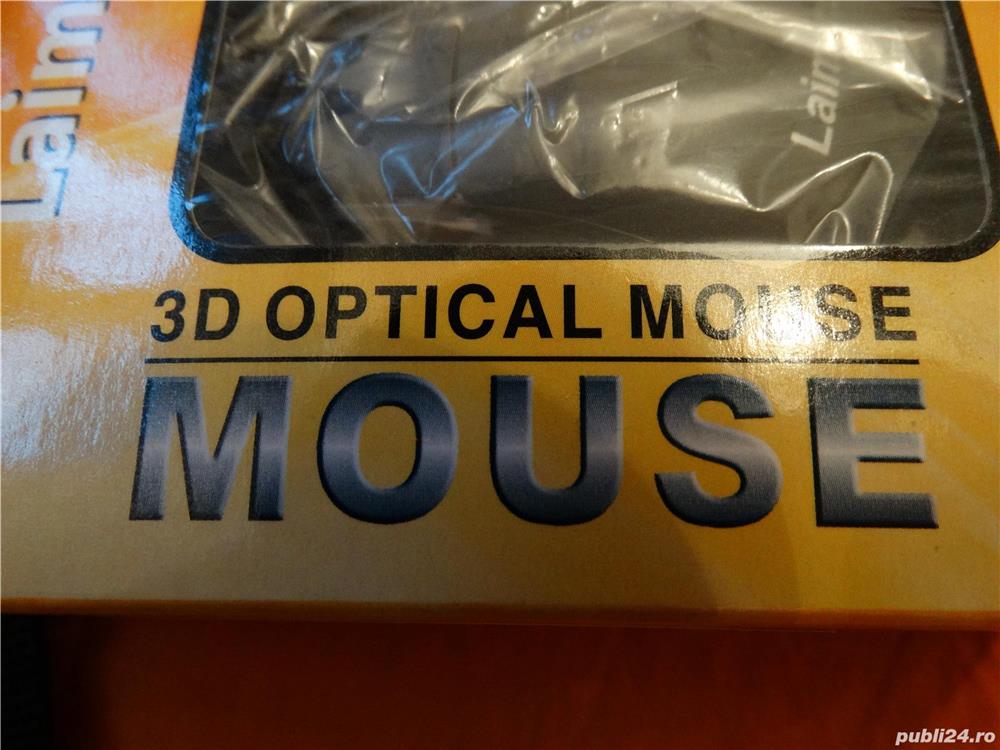 Laim
Laim
3D OPTICAL MOUSE
MOUSE
publi24.ro